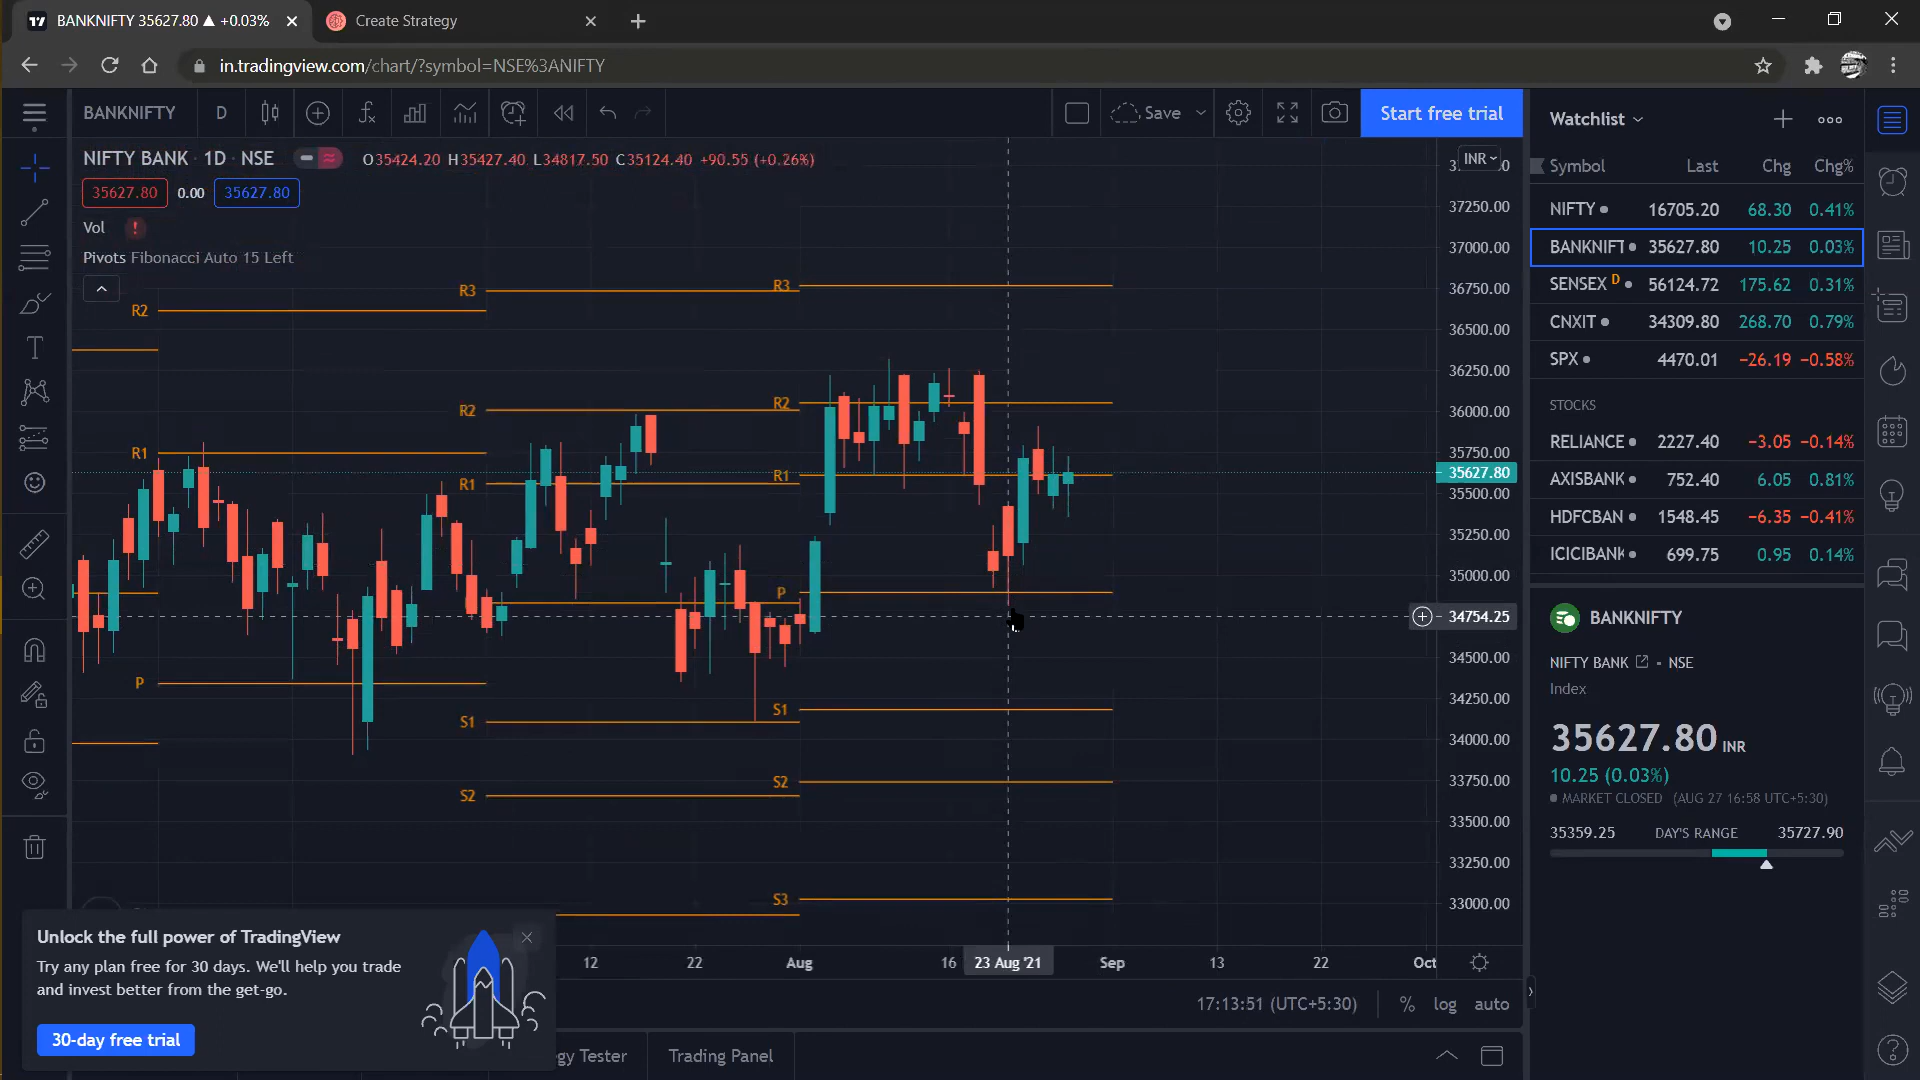 BANKNIFTY 35627.80 ▲ +0.03%
Create Strategy
in.tradingview.com/chart/?symbol=NSE%3ANIFTY
BANKNIFTY D Save Start free trial
NIFTY BANK · 1D · NSE O35424.20 H35427.40 L34817.50 C35124.40 +90.55 (+0.26%)
35627.80 0.00 35627.80
Vol !
Pivots Fibonacci Auto 15 Left
INR
37250.00
37000.00
36750.00
36500.00
36250.00
36000.00
35750.00
35627.80
35500.00
35250.00
35000.00
34754.25
34500.00
34250.00
34000.00
33750.00
33500.00
33250.00
33000.00
R2
R1
P
R3
R2
R1
S1
S2
R3
R2
R1
P
S1
S2
S3
12 22 Aug 16 23 Aug '21 Sep 13 22 Oct
17:13:51 (UTC+5:30) % log auto
gy Tester Trading Panel
Unlock the full power of TradingView
Try any plan free for 30 days. We'll help you trade
and invest better from the get-go.
30-day free trial
Watchlist
Symbol Last Chg Chg%
NIFTY 16705.20 68.30 0.41%
BANKNIFT 35627.80 10.25 0.03%
SENSEX D 56124.72 175.62 0.31%
CNXIT 34309.80 268.70 0.79%
SPX 4470.01 −26.19 −0.58%
STOCKS
RELIANCE 2227.40 −3.05 −0.14%
AXISBANK 752.40 6.05 0.81%
HDFCBAN 1548.45 −6.35 −0.41%
ICICIBANK 699.75 0.95 0.14%
BANKNIFTY
NIFTY BANK - NSE
Index
35627.80 INR
10.25 (0.03%)
MARKET CLOSED (AUG 27 16:58 UTC+5:30)
35359.25 DAY'S RANGE 35727.90